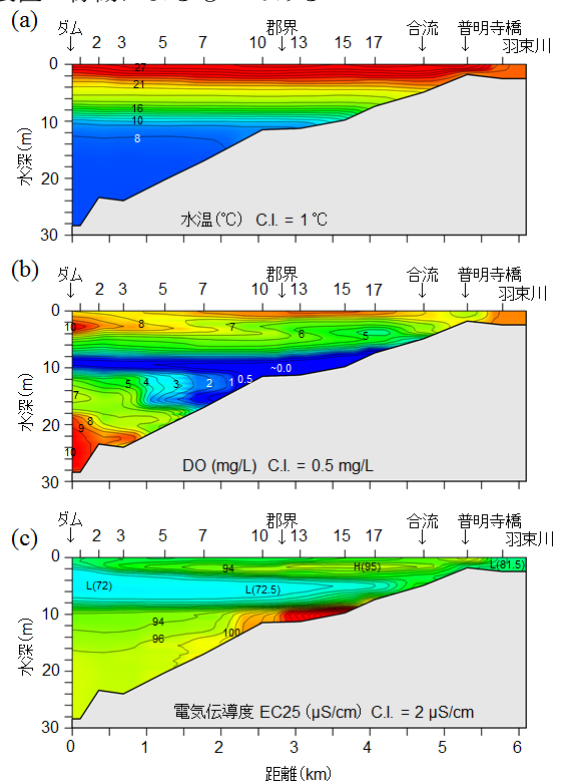 (a)
ダム 郡界 合流 普明寺橋
2 3 5 7 10 13 15 17 羽束川
0
10
20
30
水深(m)
27
21
16
10
8
水温(℃) C.I. = 1℃
(b)
ダム 郡界 合流 普明寺橋
2 3 5 7 10 13 15 17 羽束川
0
10
20
30
水深(m)
10 8 7 6 5
~0.0
5 4 3 2 1 0.5
7
8
9
10
DO (mg/L) C.I. = 0.5 mg/L
(c)
ダム 郡界 合流 普明寺橋
2 3 5 7 10 13 15 17 羽束川
0
10
20
30
水深(m)
94 H(95) L(81.5)
L(72) L(72.5)
94
96 100
電気伝導度 EC25 (μS/cm) C.I. = 2 μS/cm
0 1 2 3 4 5 6
距離(km)